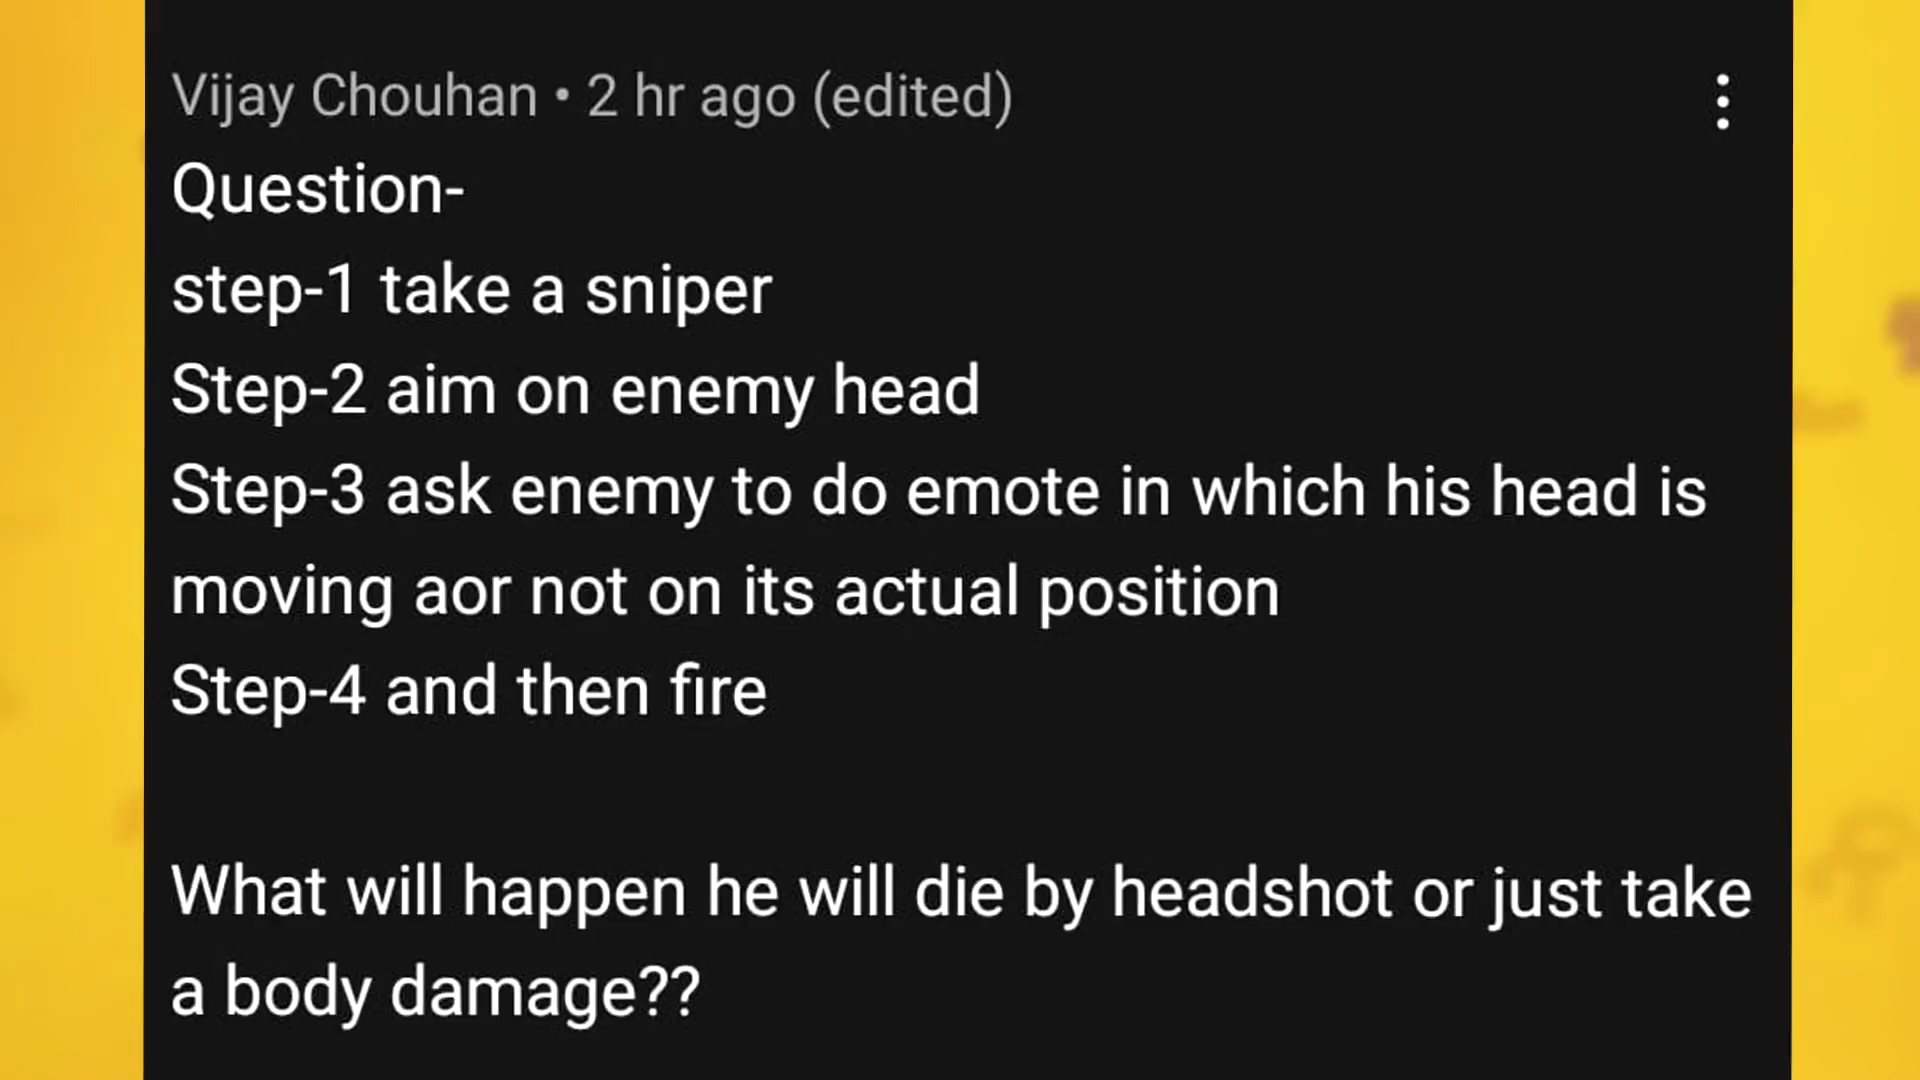 Vijay Chouhan • 2 hr ago (edited)
Question-
step-1 take a sniper
Step-2 aim on enemy head
Step-3 ask enemy to do emote in which his head is
moving aor not on its actual position
Step-4 and then fire
What will happen he will die by headshot or just take
a body damage??